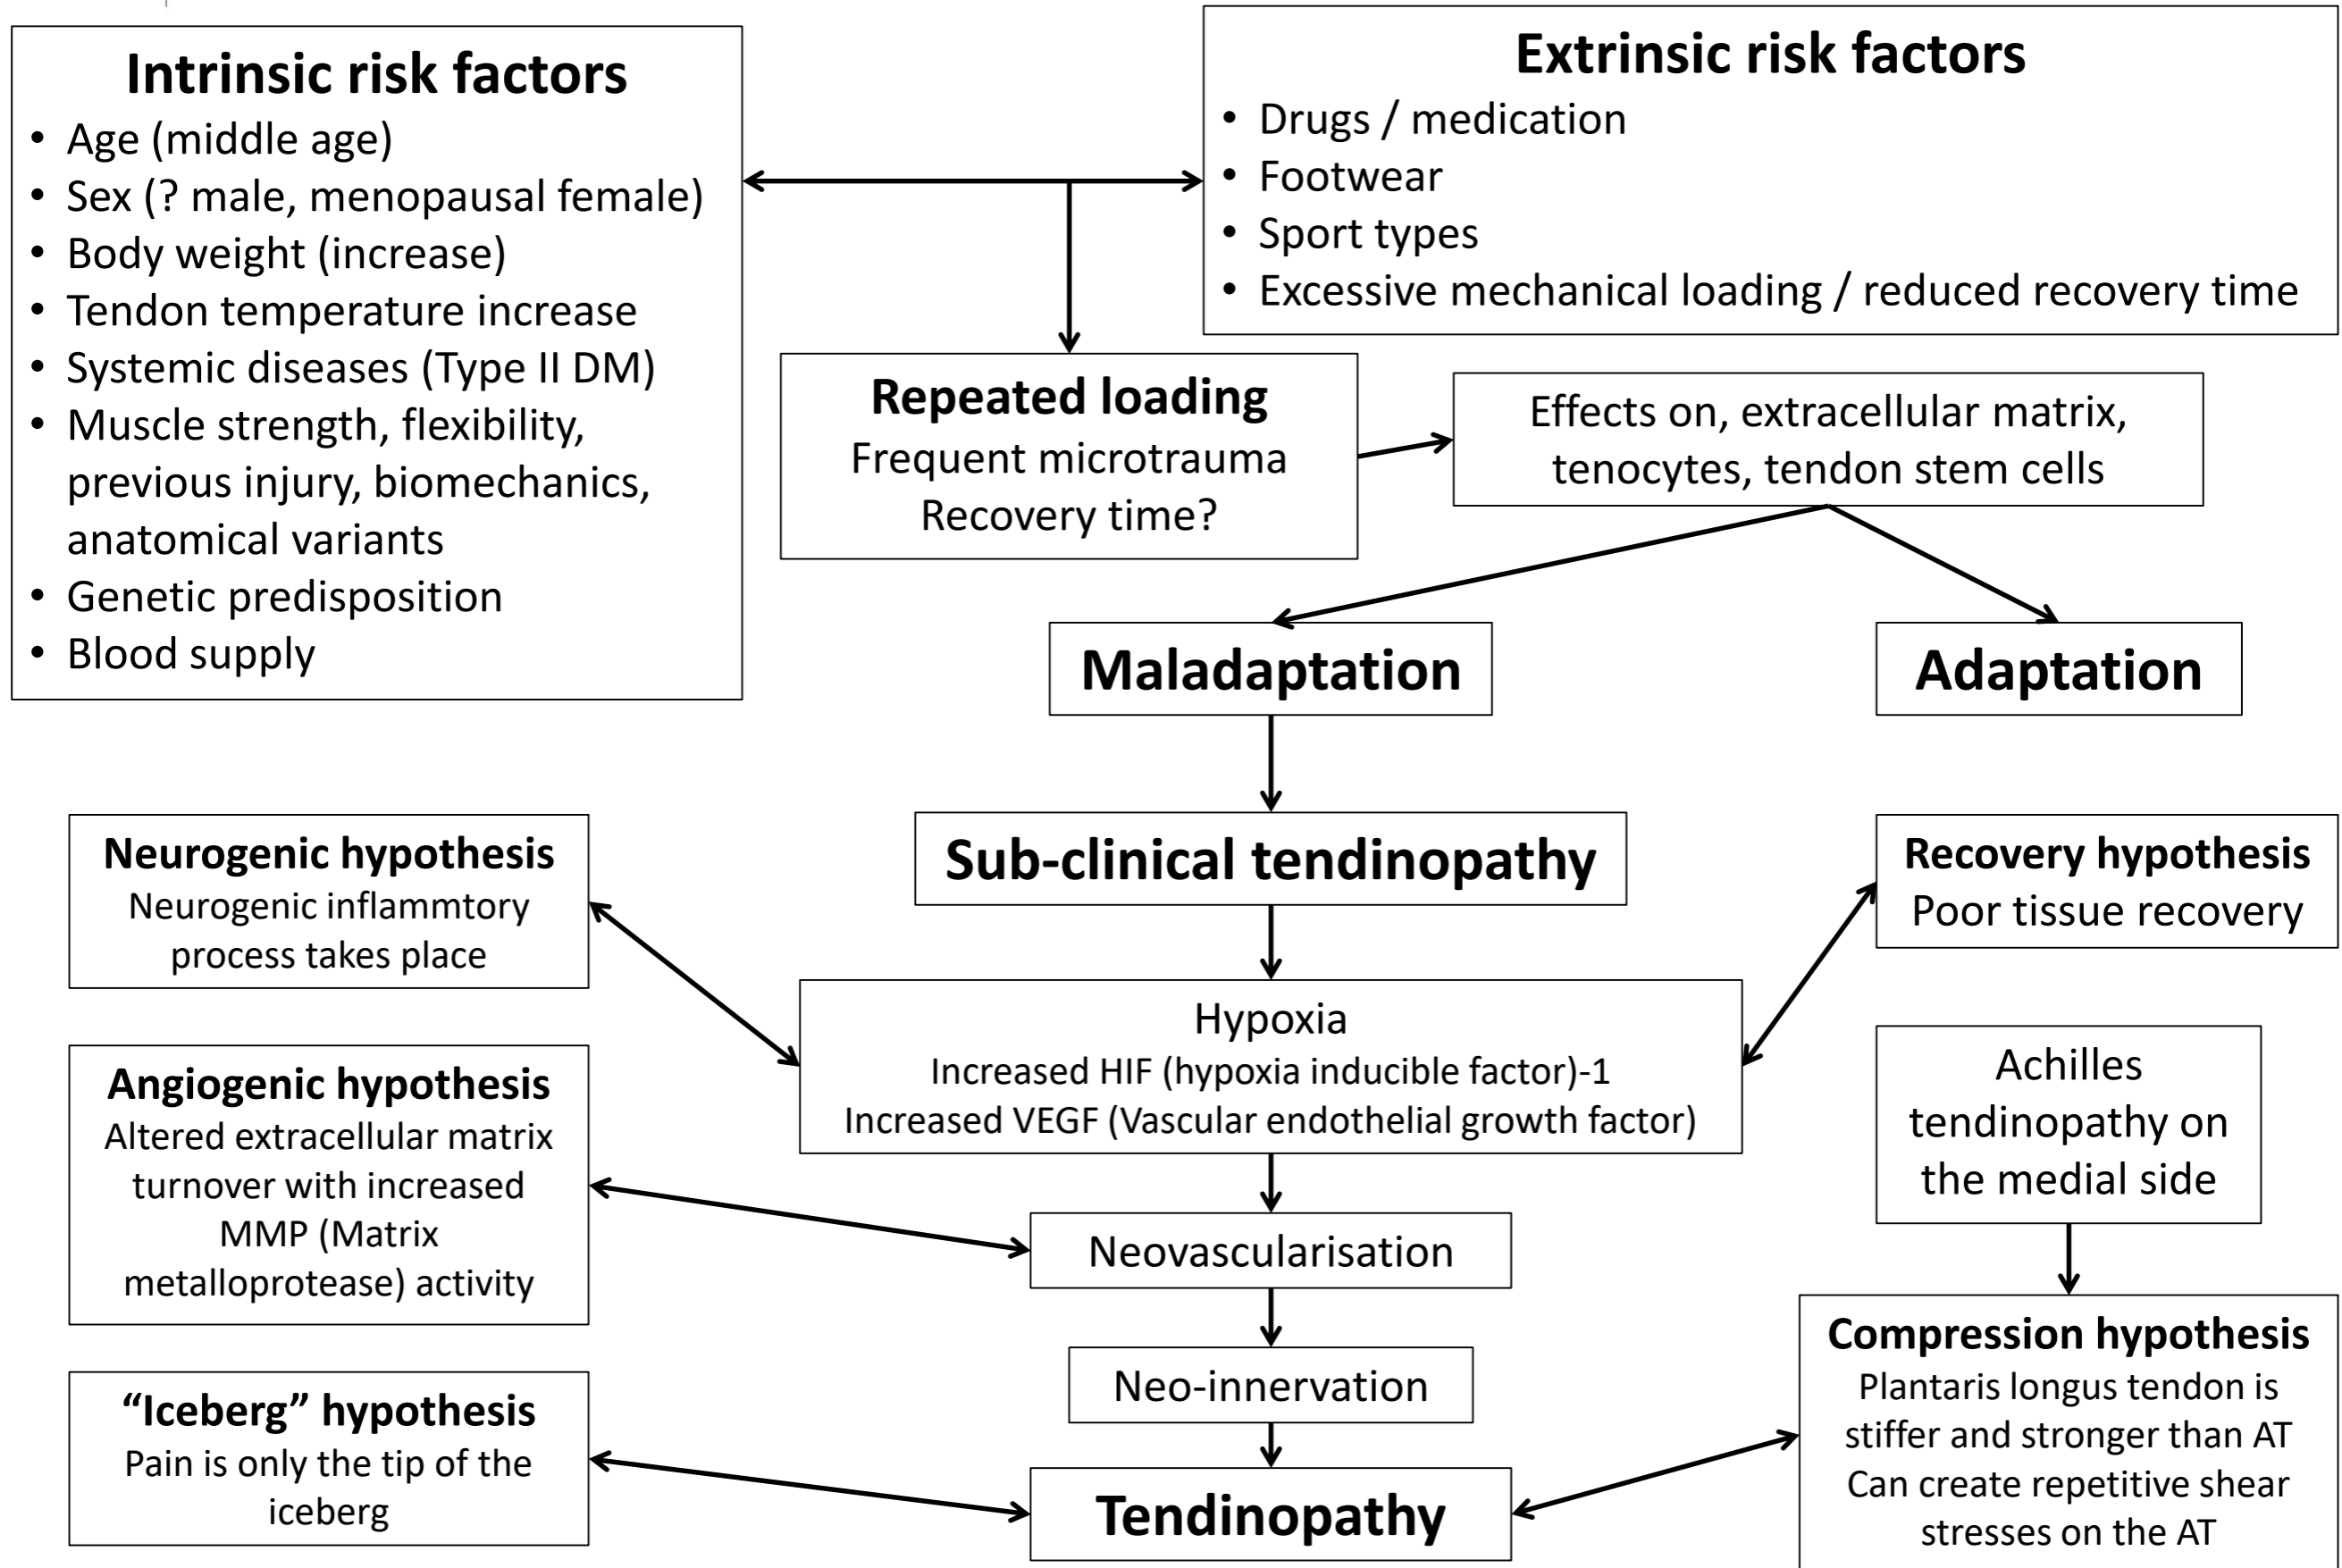 Intrinsic risk factors
• Age (middle age)
• Sex (? male, menopausal female)
• Body weight (increase)
• Tendon temperature increase
• Systemic diseases (Type II DM)
• Muscle strength, flexibility,
previous injury, biomechanics,
anatomical variants
• Genetic predisposition
• Blood supply
Extrinsic risk factors
• Drugs / medication
• Footwear
• Sport types
• Excessive mechanical loading / reduced recovery time
Repeated loading
Frequent microtrauma
Recovery time?
Effects on, extracellular matrix,
tenocytes, tendon stem cells
Maladaptation
Adaptation
Sub-clinical tendinopathy
Neurogenic hypothesis
Neurogenic inflammtory
process takes place
Recovery hypothesis
Poor tissue recovery
Hypoxia
Increased HIF (hypoxia inducible factor)-1
Increased VEGF (Vascular endothelial growth factor)
Angiogenic hypothesis
Altered extracellular matrix
turnover with increased
MMP (Matrix
metalloprotease) activity
Achilles
tendinopathy on
the medial side
Neovascularisation
Neo-innervation
Compression hypothesis
Plantaris longus tendon is
stiffer and stronger than AT
Can create repetitive shear
stresses on the AT
“Iceberg” hypothesis
Pain is only the tip of the
iceberg
Tendinopathy